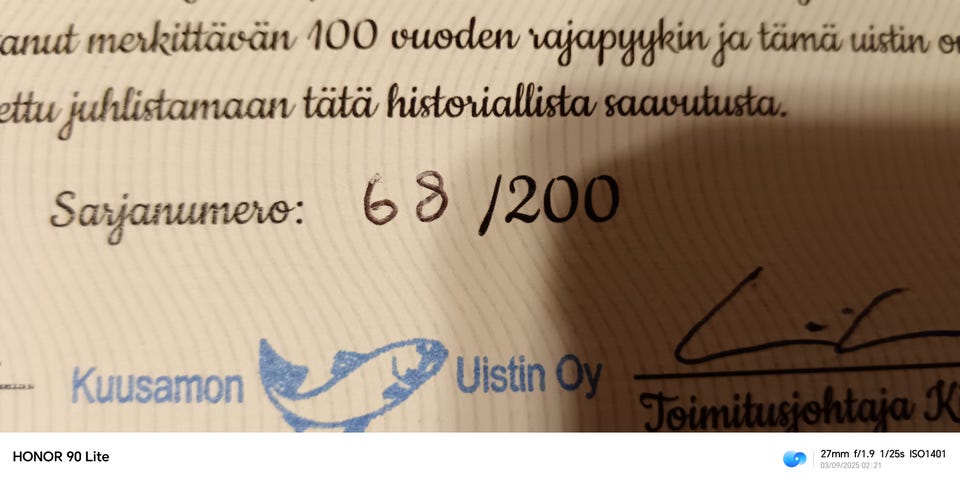 anut merkittävän 100 vuoden rajapyykin ja tämä uistin o
ettu juhlistamaan tätä historiallista saavutusta.
Sarjanumero: 68 /200
Kuusamon Uistin Oy
Toimitusjohtaja K
HONOR 90 Lite
27mm f/1.9 1/25s ISO1401
03/09/2025 02:21